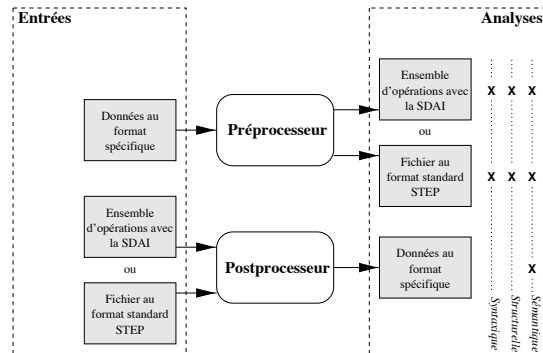 Entrées
Analyses
Ensemble
d'opérations avec
la SDAI
X X X
Données au
format
spécifique
Préprocesseur
ou
Fichier au
format standard
STEP
X X X
Ensemble
d'opérations avec
la SDAI
ou
Fichier au
format standard
STEP
Postprocesseur
Données au
format
spécifique
X
Syntaxique
Structurelle
Sémantique